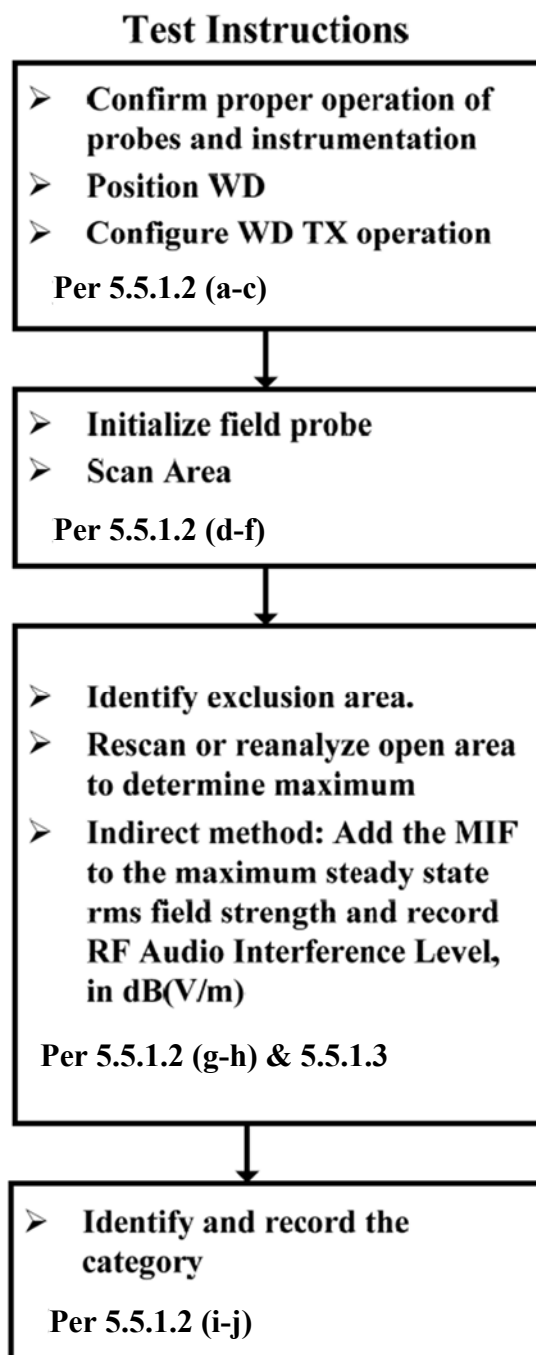 Test Instructions
➢ Confirm proper operation of
probes and instrumentation
➢ Position WD
➢ Configure WD TX operation
Per 5.5.1.2 (a-c)
➢ Initialize field probe
➢ Scan Area
Per 5.5.1.2 (d-f)
➢ Identify exclusion area.
➢ Rescan or reanalyze open area
to determine maximum
➢ Indirect method: Add the MIF
to the maximum steady state
rms field strength and record
RF Audio Interference Level,
in dB(V/m)
Per 5.5.1.2 (g-h) & 5.5.1.3
➢ Identify and record the
category
Per 5.5.1.2 (i-j)